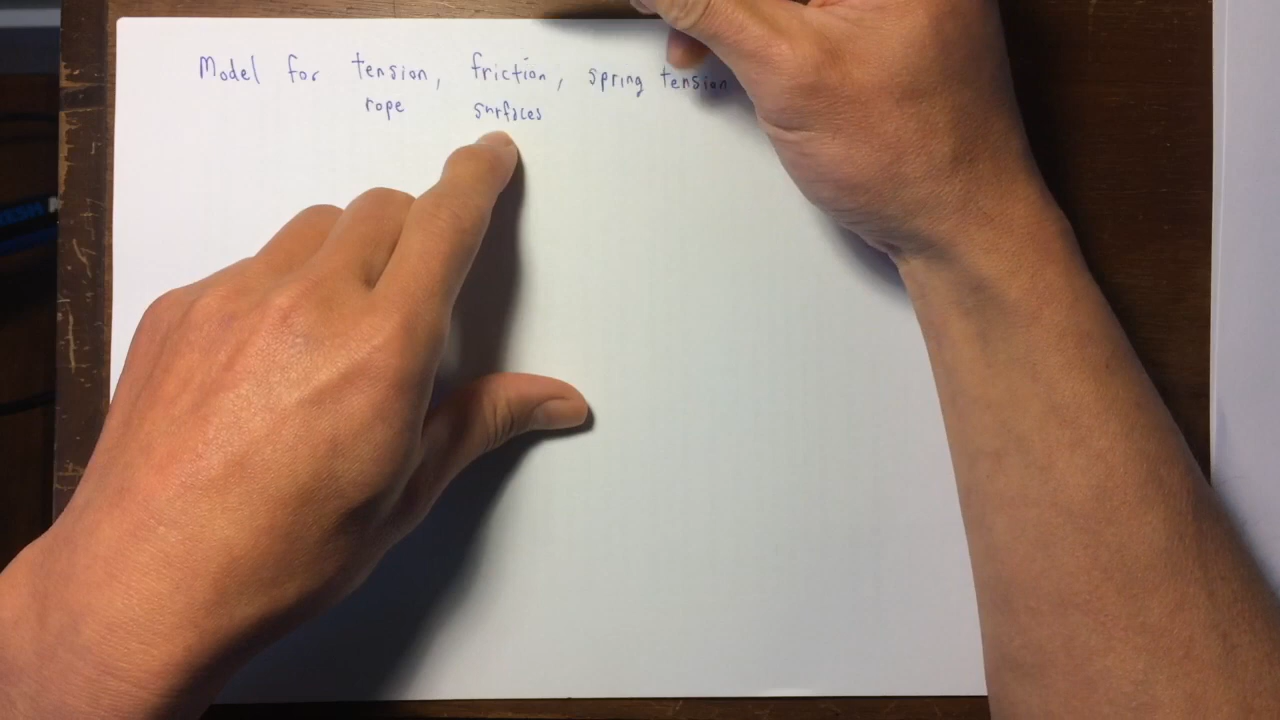 Model for tension, friction, spring tension
rope surfaces